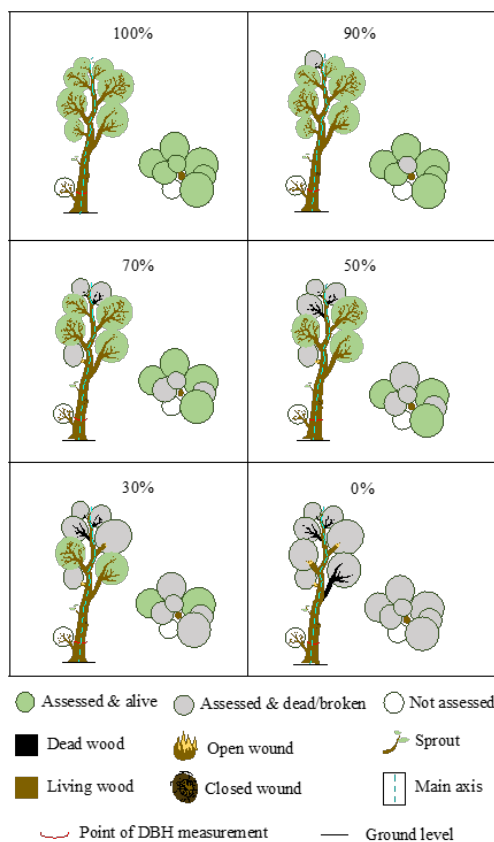 100%
90%
70%
50%
30%
0%
Assessed & alive
Assessed & dead/broken
Not assessed
Dead wood
Open wound
Sprout
Living wood
Closed wound
Main axis
Point of DBH measurement
Ground level